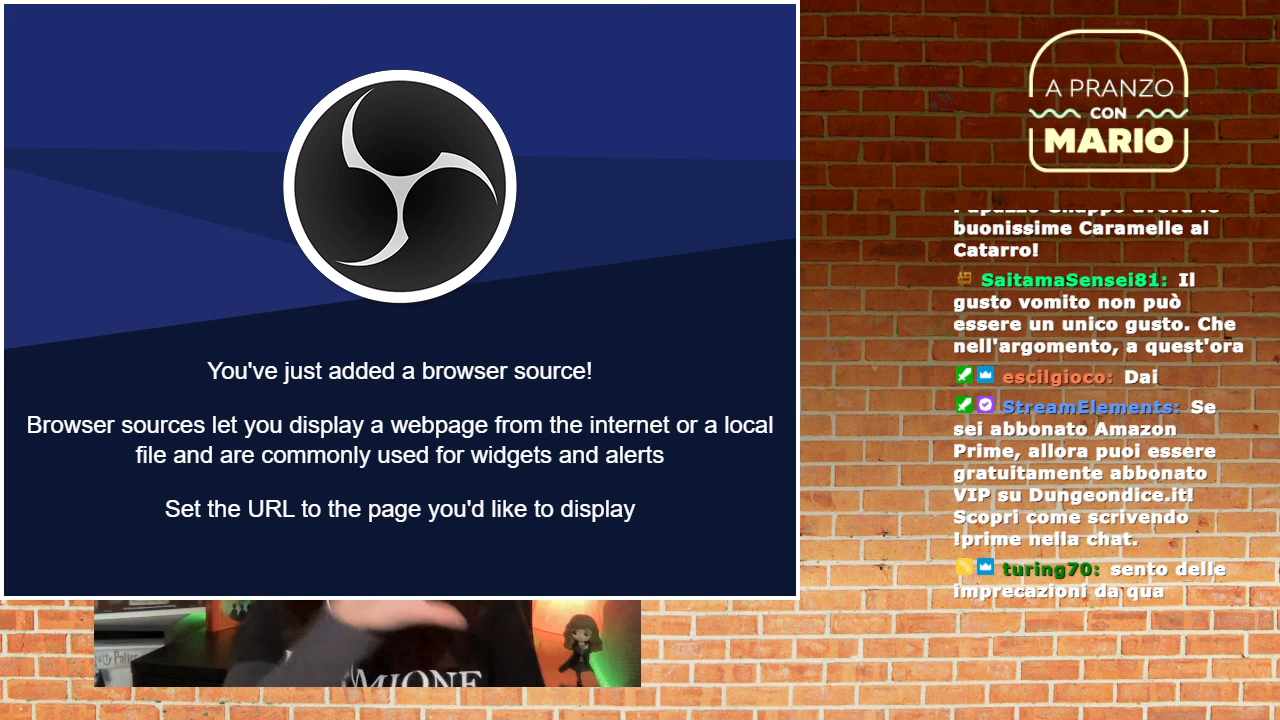 You've just added a browser source!
Browser sources let you display a webpage from the internet or a local
file and are commonly used for widgets and alerts
Set the URL to the page you'd like to display
A PRANZO
CON
MARIO
buonissime Caramelle al
Catarro!
SaitamaSensei81: Il
gusto vomito non può
essere un unico gusto. Che
nell'argomento, a quest'ora
escilgioco: Dai
StreamElements: Se
sei abbonato Amazon
Prime, allora puoi essere
gratuitamente abbonato
VIP su Dungeondice.it!
Scopri come scrivendo
!prime nella chat.
turing70: sento delle
imprecazioni da qua
Harry Potter
MIONE